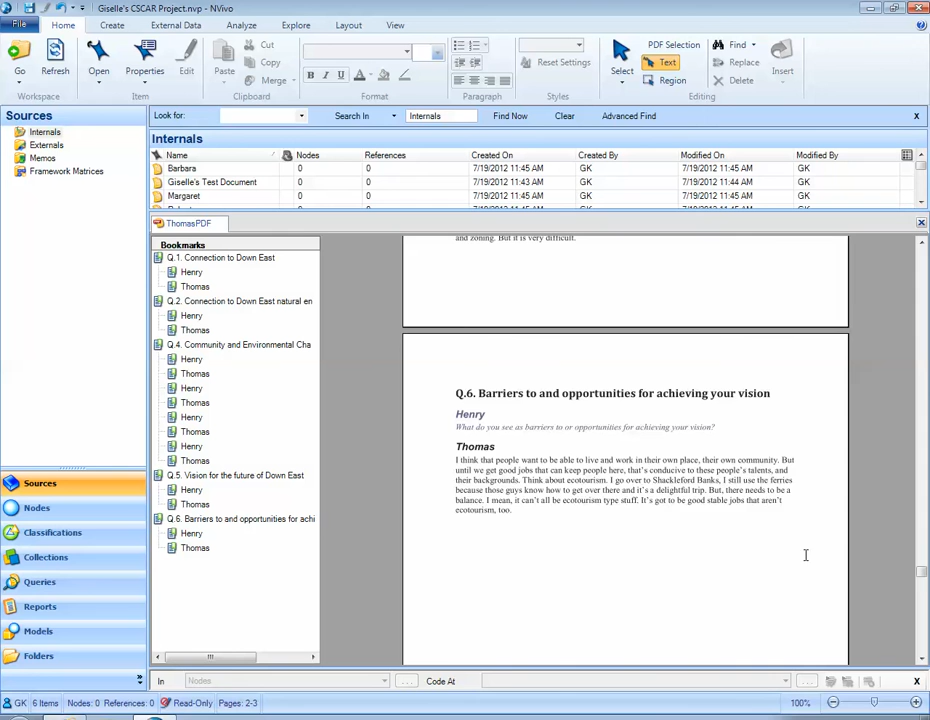 Giselle's CSCAR Project.nvp - NVivo
File Home Create External Data Analyze Explore Layout View
Go Refresh Open Properties Edit Paste Cut Copy Merge Reset Settings Select PDF Selection Text Region Find Replace Delete Insert
B I U A
Workspace Item Clipboard Format Paragraph Styles Editing
Sources
Internals
Externals
Memos
Framework Matrices
Look for: Search In Internals Find Now Clear Advanced Find x
Internals
Name Nodes References Created On Created By Modified On Modified By
Barbara 0 0 7/19/2012 11:45 AM GK 7/19/2012 11:45 AM GK
Giselle's Test Document 0 0 7/19/2012 11:43 AM GK 7/19/2012 11:44 AM GK
Margaret 0 0 7/19/2012 11:45 AM GK 7/19/2012 11:45 AM GK
ThomasPDF
Bookmarks
Q.1. Connection to Down East
Henry
Thomas
Q.2. Connection to Down East natural en
Henry
Thomas
Q.4. Community and Environmental Cha
Henry
Thomas
Henry
Thomas
Henry
Thomas
Henry
Thomas
Q.5. Vision for the future of Down East
Henry
Thomas
Q.6. Barriers to and opportunities for achi
Henry
Thomas
and zoning. But it is very difficult.
Q.6. Barriers to and opportunities for achieving your vision
Henry
What do you see as barriers to or opportunities for achieving your vision?
Thomas
I think that people want to be able to live and work in their own place, their own community. But
until we get good jobs that can keep people here, that's conducive to these people's talents, and
their backgrounds. Think about ecotourism. I go over to Shackleford Banks, I still use the ferries
because those guys know how to get over there and it's a delightful trip. But, there needs to be a
balance. I mean, it can't all be ecotourism type stuff. It's got to be good stable jobs that aren't
ecotourism, too.
Sources
Nodes
Classifications
Collections
Queries
Reports
Models
Folders
In Nodes ... Code At ... x
GK 6 Items Nodes: 0 References: 0 Read-Only Pages: 2-3 100%